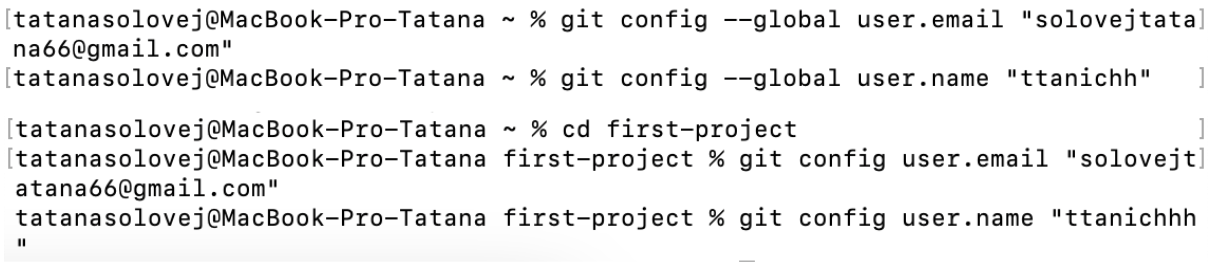 [tatanasolovej@MacBook-Pro-Tatana ~ % git config --global user.email "solovejtata]
na66@gmail.com"
[tatanasolovej@MacBook-Pro-Tatana ~ % git config --global user.name "ttanichh" ]
[tatanasolovej@MacBook-Pro-Tatana ~ % cd first-project ]
[tatanasolovej@MacBook-Pro-Tatana first-project % git config user.email "solovejt]
atana66@gmail.com"
tatanasolovej@MacBook-Pro-Tatana first-project % git config user.name "ttanichhh
"